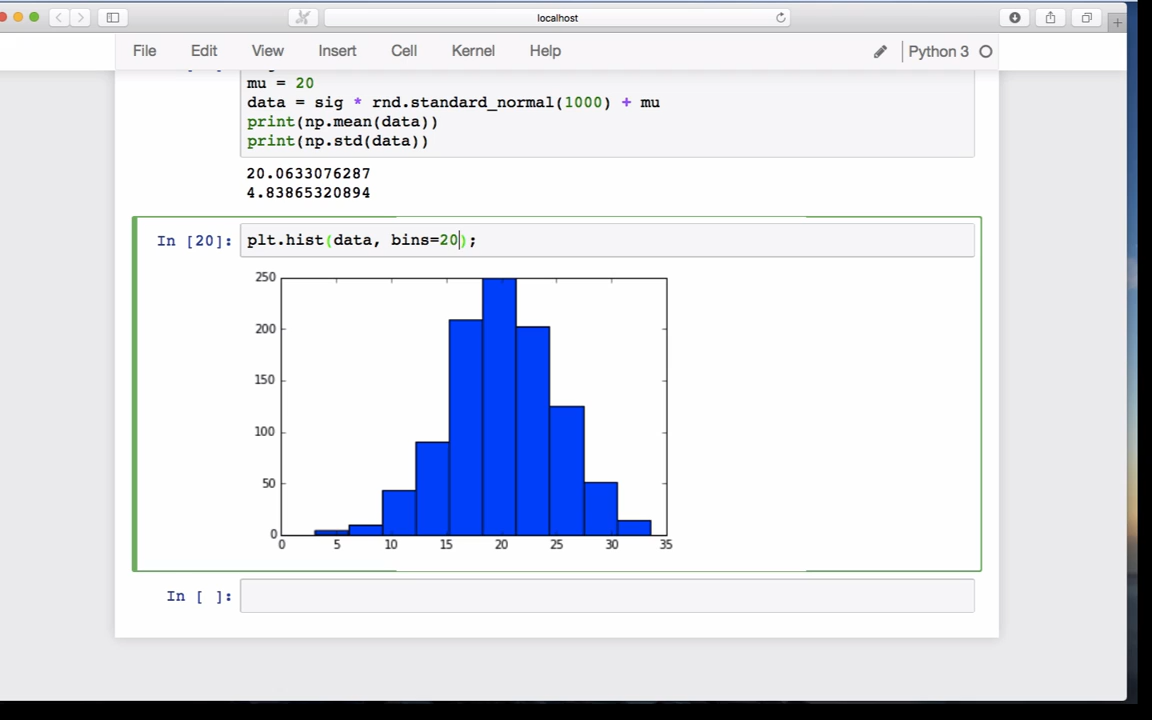 localhost
File Edit View Insert Cell Kernel Help Python 3
mu = 20
data = sig * rnd.standard_normal(1000) + mu
print(np.mean(data))
print(np.std(data))
20.0633076287
4.83865320894
In [20]: plt.hist(data, bins=20);
250
200
150
100
50
0
0 5 10 15 20 25 30 35
In [ ]: